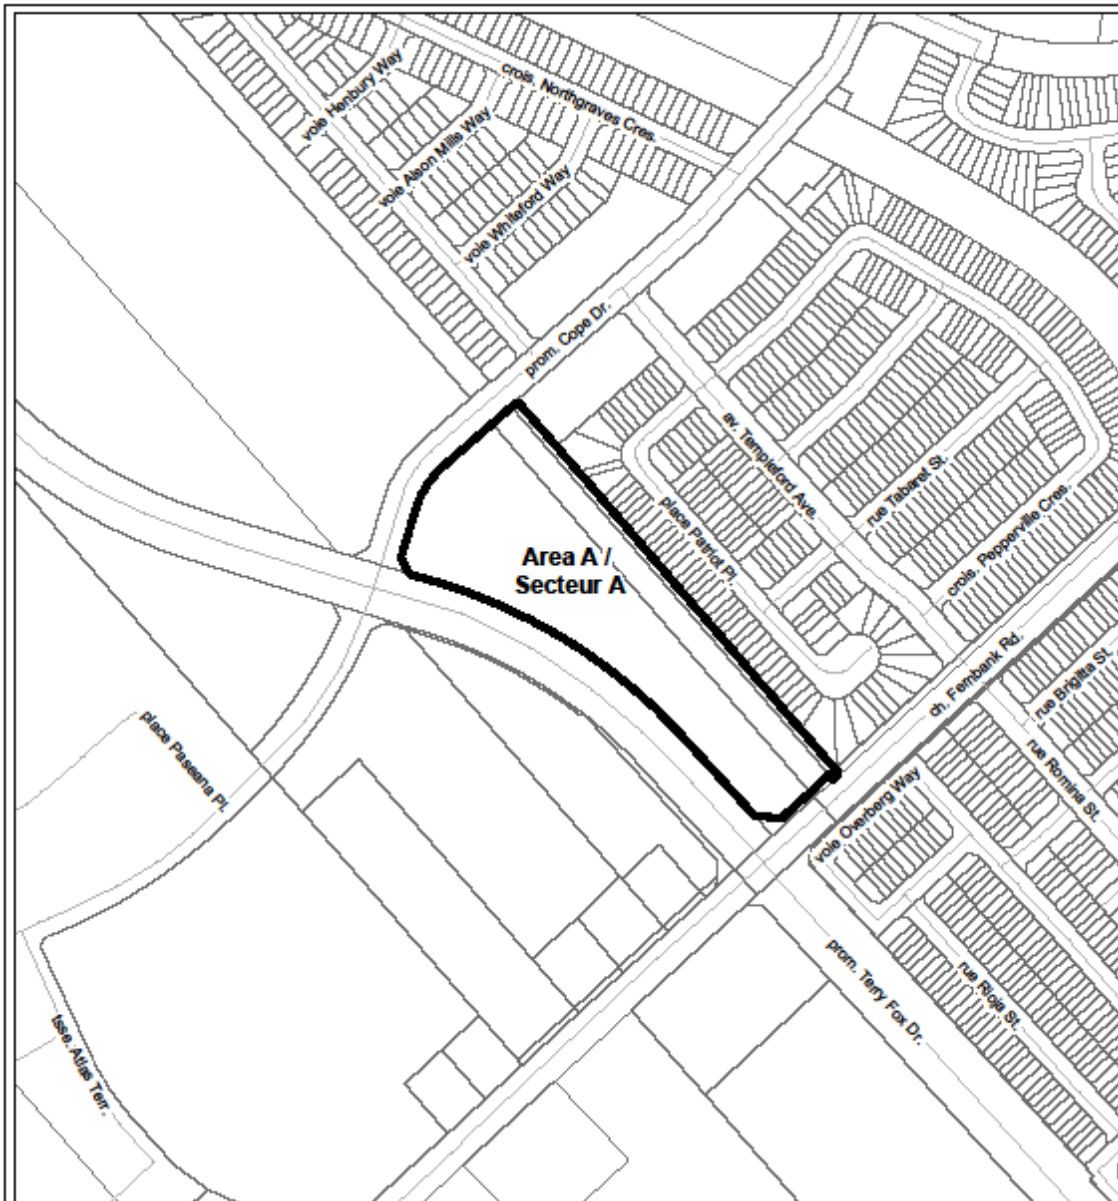 voie Henbury Way
crois. Northgraves Cres.
voie Alson Mills Way
voie Whiteford Way
prom. Cope Dr.
av. Templeford Ave.
rue Tabaret St.
place Patriot Pl.
crois. Pepperville Cres.
Area A /
Secteur A
ch. Fernbank Rd.
rue Brigitta St.
rue Romina St.
place Paseana Pl.
voie Overberg Way
prom. Terry Fox Dr.
rue Rioja St.
tsse. Atlas Terr.